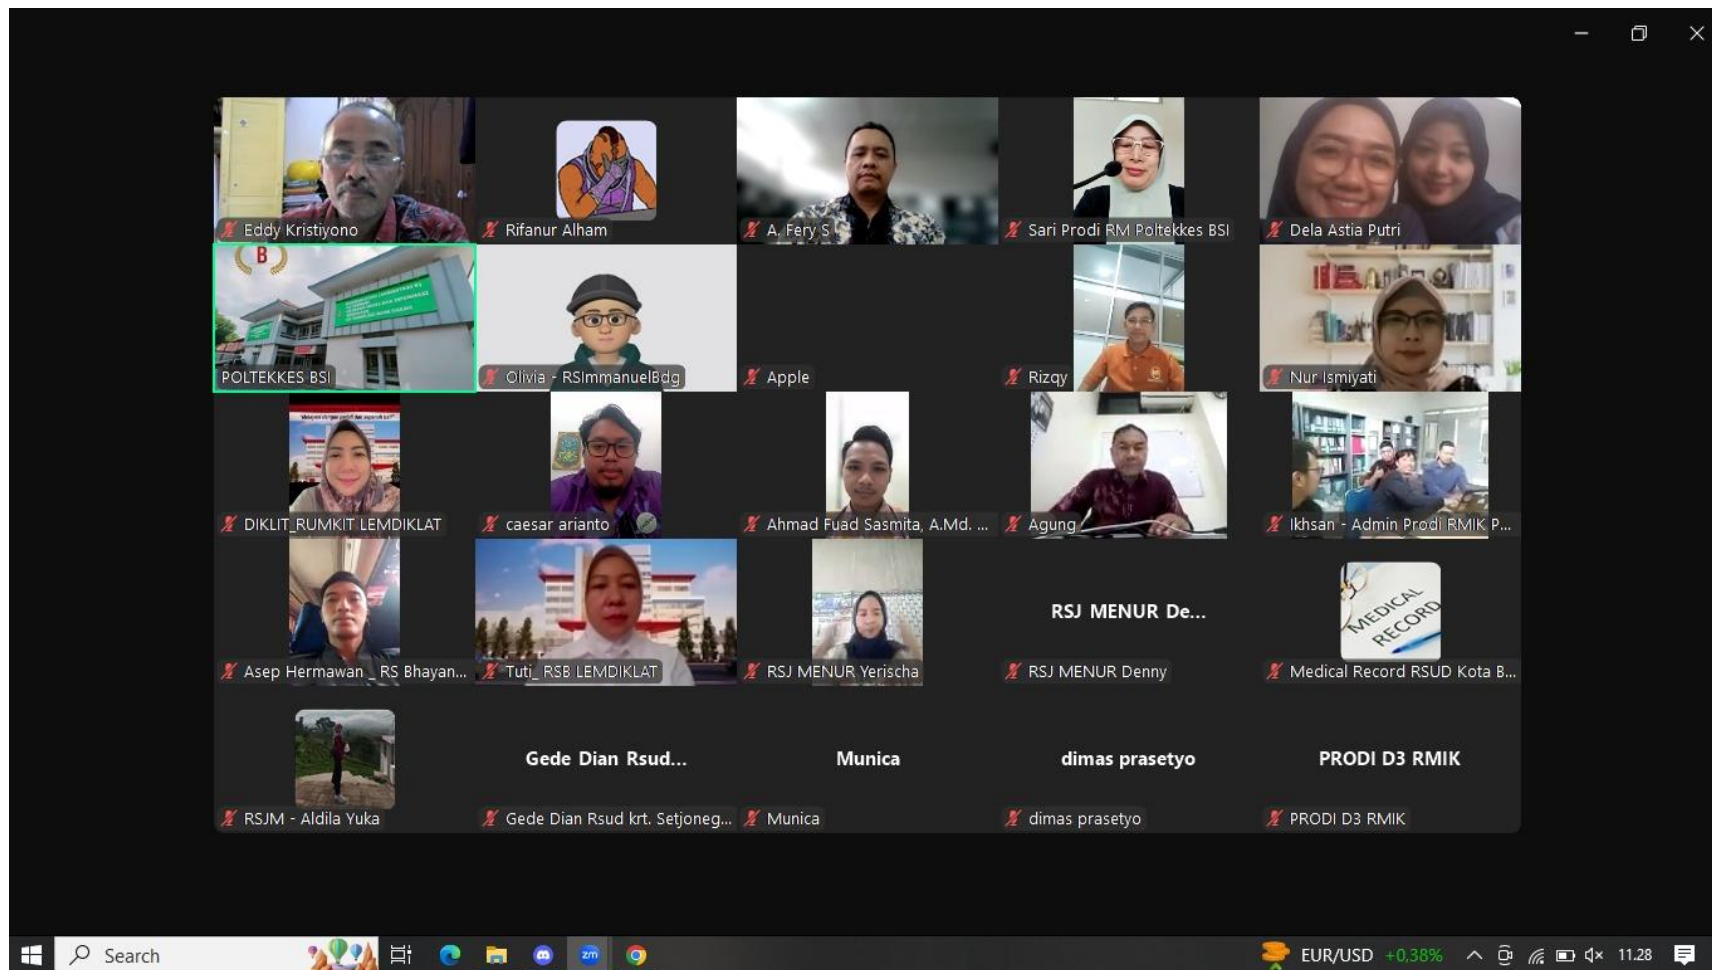 Eddy Kristiyono
Rifanur Alham
A. Fery S
Sari Prodi RM Poltekkes BSI
Dela Astia Putri
B
POLTEKKES BSI
Olivia - RSImmanuelBdg
Apple
Rizqy
Nur Ismiyati
DIKLIT_RUMKIT LEMDIKLAT
caesar arianto
Ahmad Fuad Sasmita, A.Md. ...
Agung
Ikhsan - Admin Prodi RMIK P...
Asep Hermawan _ RS Bhayan...
Tuti_ RSB LEMDIKLAT
RSJ MENUR Yerischa
RSJ MENUR De...
RSJ MENUR Denny
MEDICAL
RECORD
Medical Record RSUD Kota B...
RSJM - Aldila Yuka
Gede Dian Rsud...
Gede Dian Rsud krt. Setjoneg...
Munica
Munica
dimas prasetyo
dimas prasetyo
PRODI D3 RMIK
PRODI D3 RMIK
Search
zm
EUR/USD +0,38%
11.28